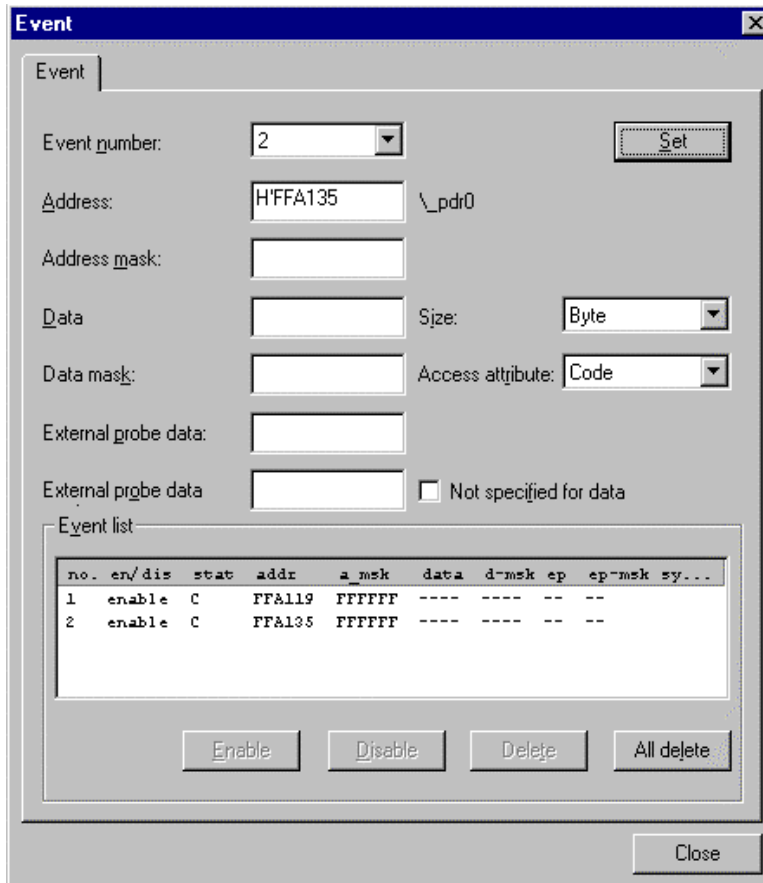 Event
Event
Event number: 2 Set
Address: H'FFA135 \_pdr0
Address mask:
Data Size: Byte
Data mask: Access attribute: Code
External probe data:
External probe data Not specified for data
Event list
no. en/dis stat addr a_msk data d-msk ep ep-msk sy...
1 enable C FFA119 FFFFFF ---- ---- -- --
2 enable C FFA135 FFFFFF ---- ---- -- --
Enable Disable Delete All delete
Close